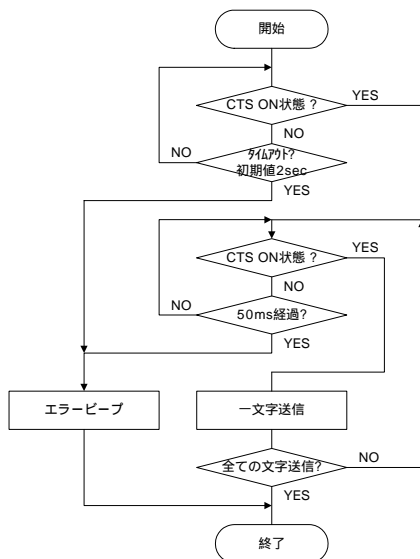 開始
CTS ON状態 ?
YES
NO
NO
ﾀｲﾑｱｳﾄ?
初期値2sec
YES
CTS ON状態 ?
YES
NO
NO
50ms経過?
YES
エラービープ
一文字送信
全ての文字送信?
NO
YES
終了